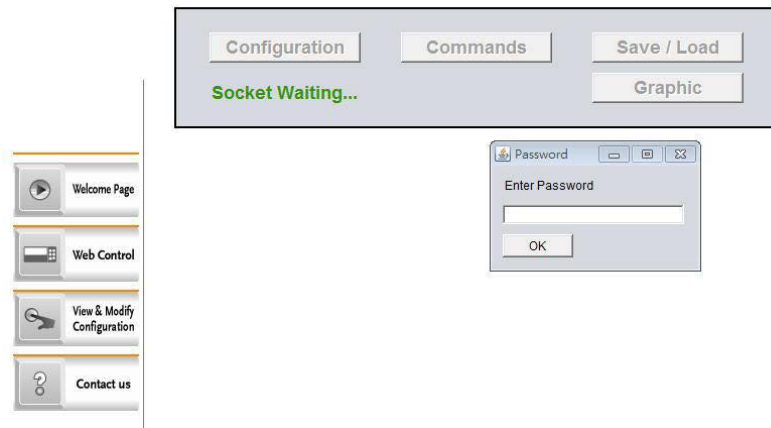 Configuration
Commands
Save / Load
Socket Waiting...
Graphic
Password
Enter Password
OK
Welcome Page
Web Control
View & Modify
Configuration
Contact us